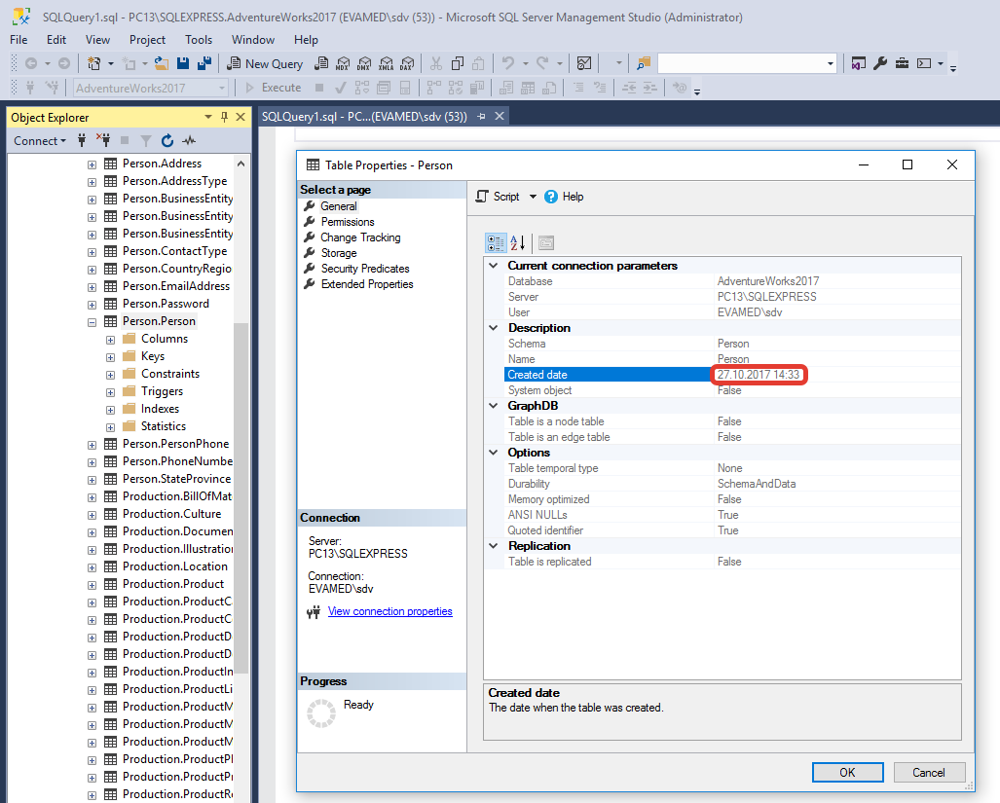 SQLQuery1.sql - PC13\SQLEXPRESS.AdventureWorks2017 (EVAMED\sdv (53)) - Microsoft SQL Server Management Studio (Administrator)
File Edit View Project Tools Window Help
New Query MDX DMX XMLA DAX
AdventureWorks2017 Execute
Object Explorer
Connect
Person.Address
Person.AddressType
Person.BusinessEntity
Person.BusinessEntity
Person.BusinessEntity
Person.ContactType
Person.CountryRegio
Person.EmailAddress
Person.Password
Person.Person
Columns
Keys
Constraints
Triggers
Indexes
Statistics
Person.PersonPhone
Person.PhoneNumbe
Person.StateProvince
Production.BillOfMat
Production.Culture
Production.Documen
Production.Illustration
Production.Location
Production.Product
Production.ProductC
Production.ProductC
Production.ProductD
Production.ProductD
Production.ProductIn
Production.ProductLi
Production.ProductM
Production.ProductM
Production.ProductM
Production.ProductPl
Production.ProductPr
Production.ProductRe
SQLQuery1.sql - PC...(EVAMED\sdv (53))
Table Properties - Person
Select a page
General
Permissions
Change Tracking
Storage
Security Predicates
Extended Properties
Connection
Server:
PC13\SQLEXPRESS
Connection:
EVAMED\sdv
View connection properties
Progress
Ready
Script Help
Current connection parameters
Database AdventureWorks2017
Server PC13\SQLEXPRESS
User EVAMED\sdv
Description
Schema Person
Name Person
Created date 27.10.2017 14:33
System object False
GraphDB
Table is a node table False
Table is an edge table False
Options
Table temporal type None
Durability SchemaAndData
Memory optimized False
ANSI NULLs True
Quoted identifier True
Replication
Table is replicated False
Created date
The date when the table was created.
OK Cancel